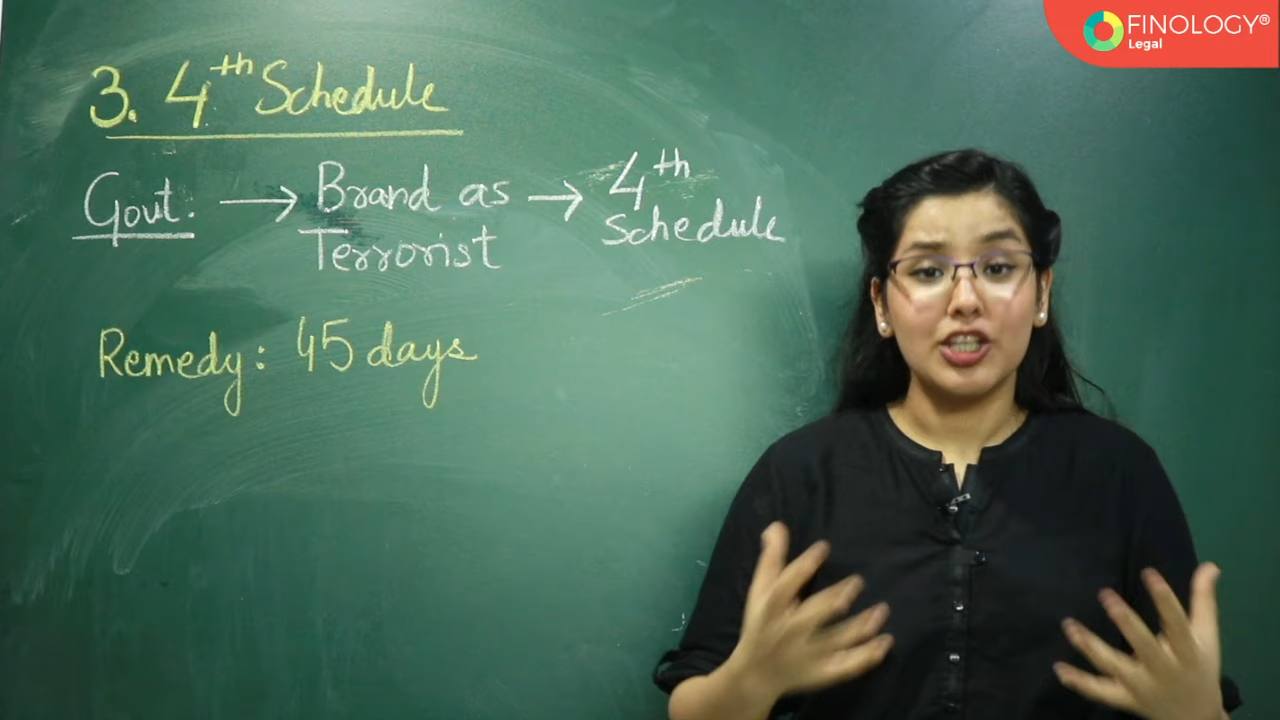 FINOLOGY®
Legal
3. 4th Schedule
Govt. → Brand as → 4th
Terrorist Schedule
Remedy: 45 days